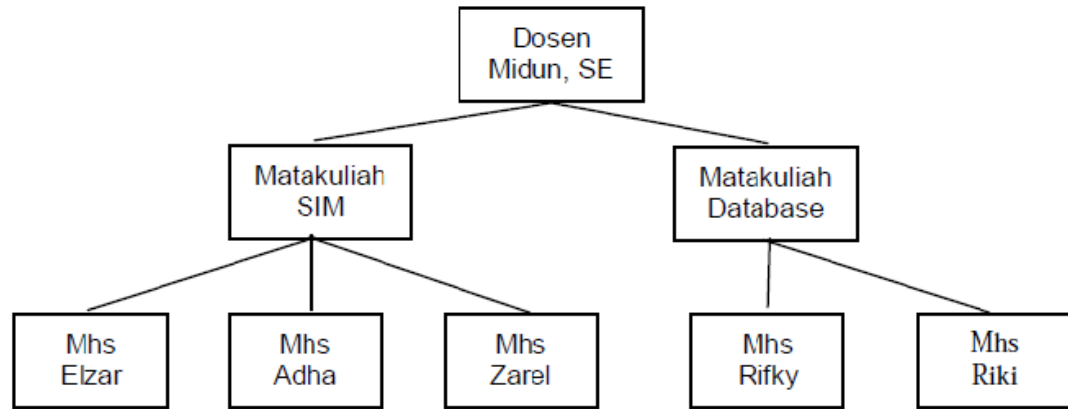 Dosen
Midun, SE
Matakuliah
SIM
Matakuliah
Database
Mhs
Elzar
Mhs
Adha
Mhs
Zarel
Mhs
Rifky
Mhs
Riki